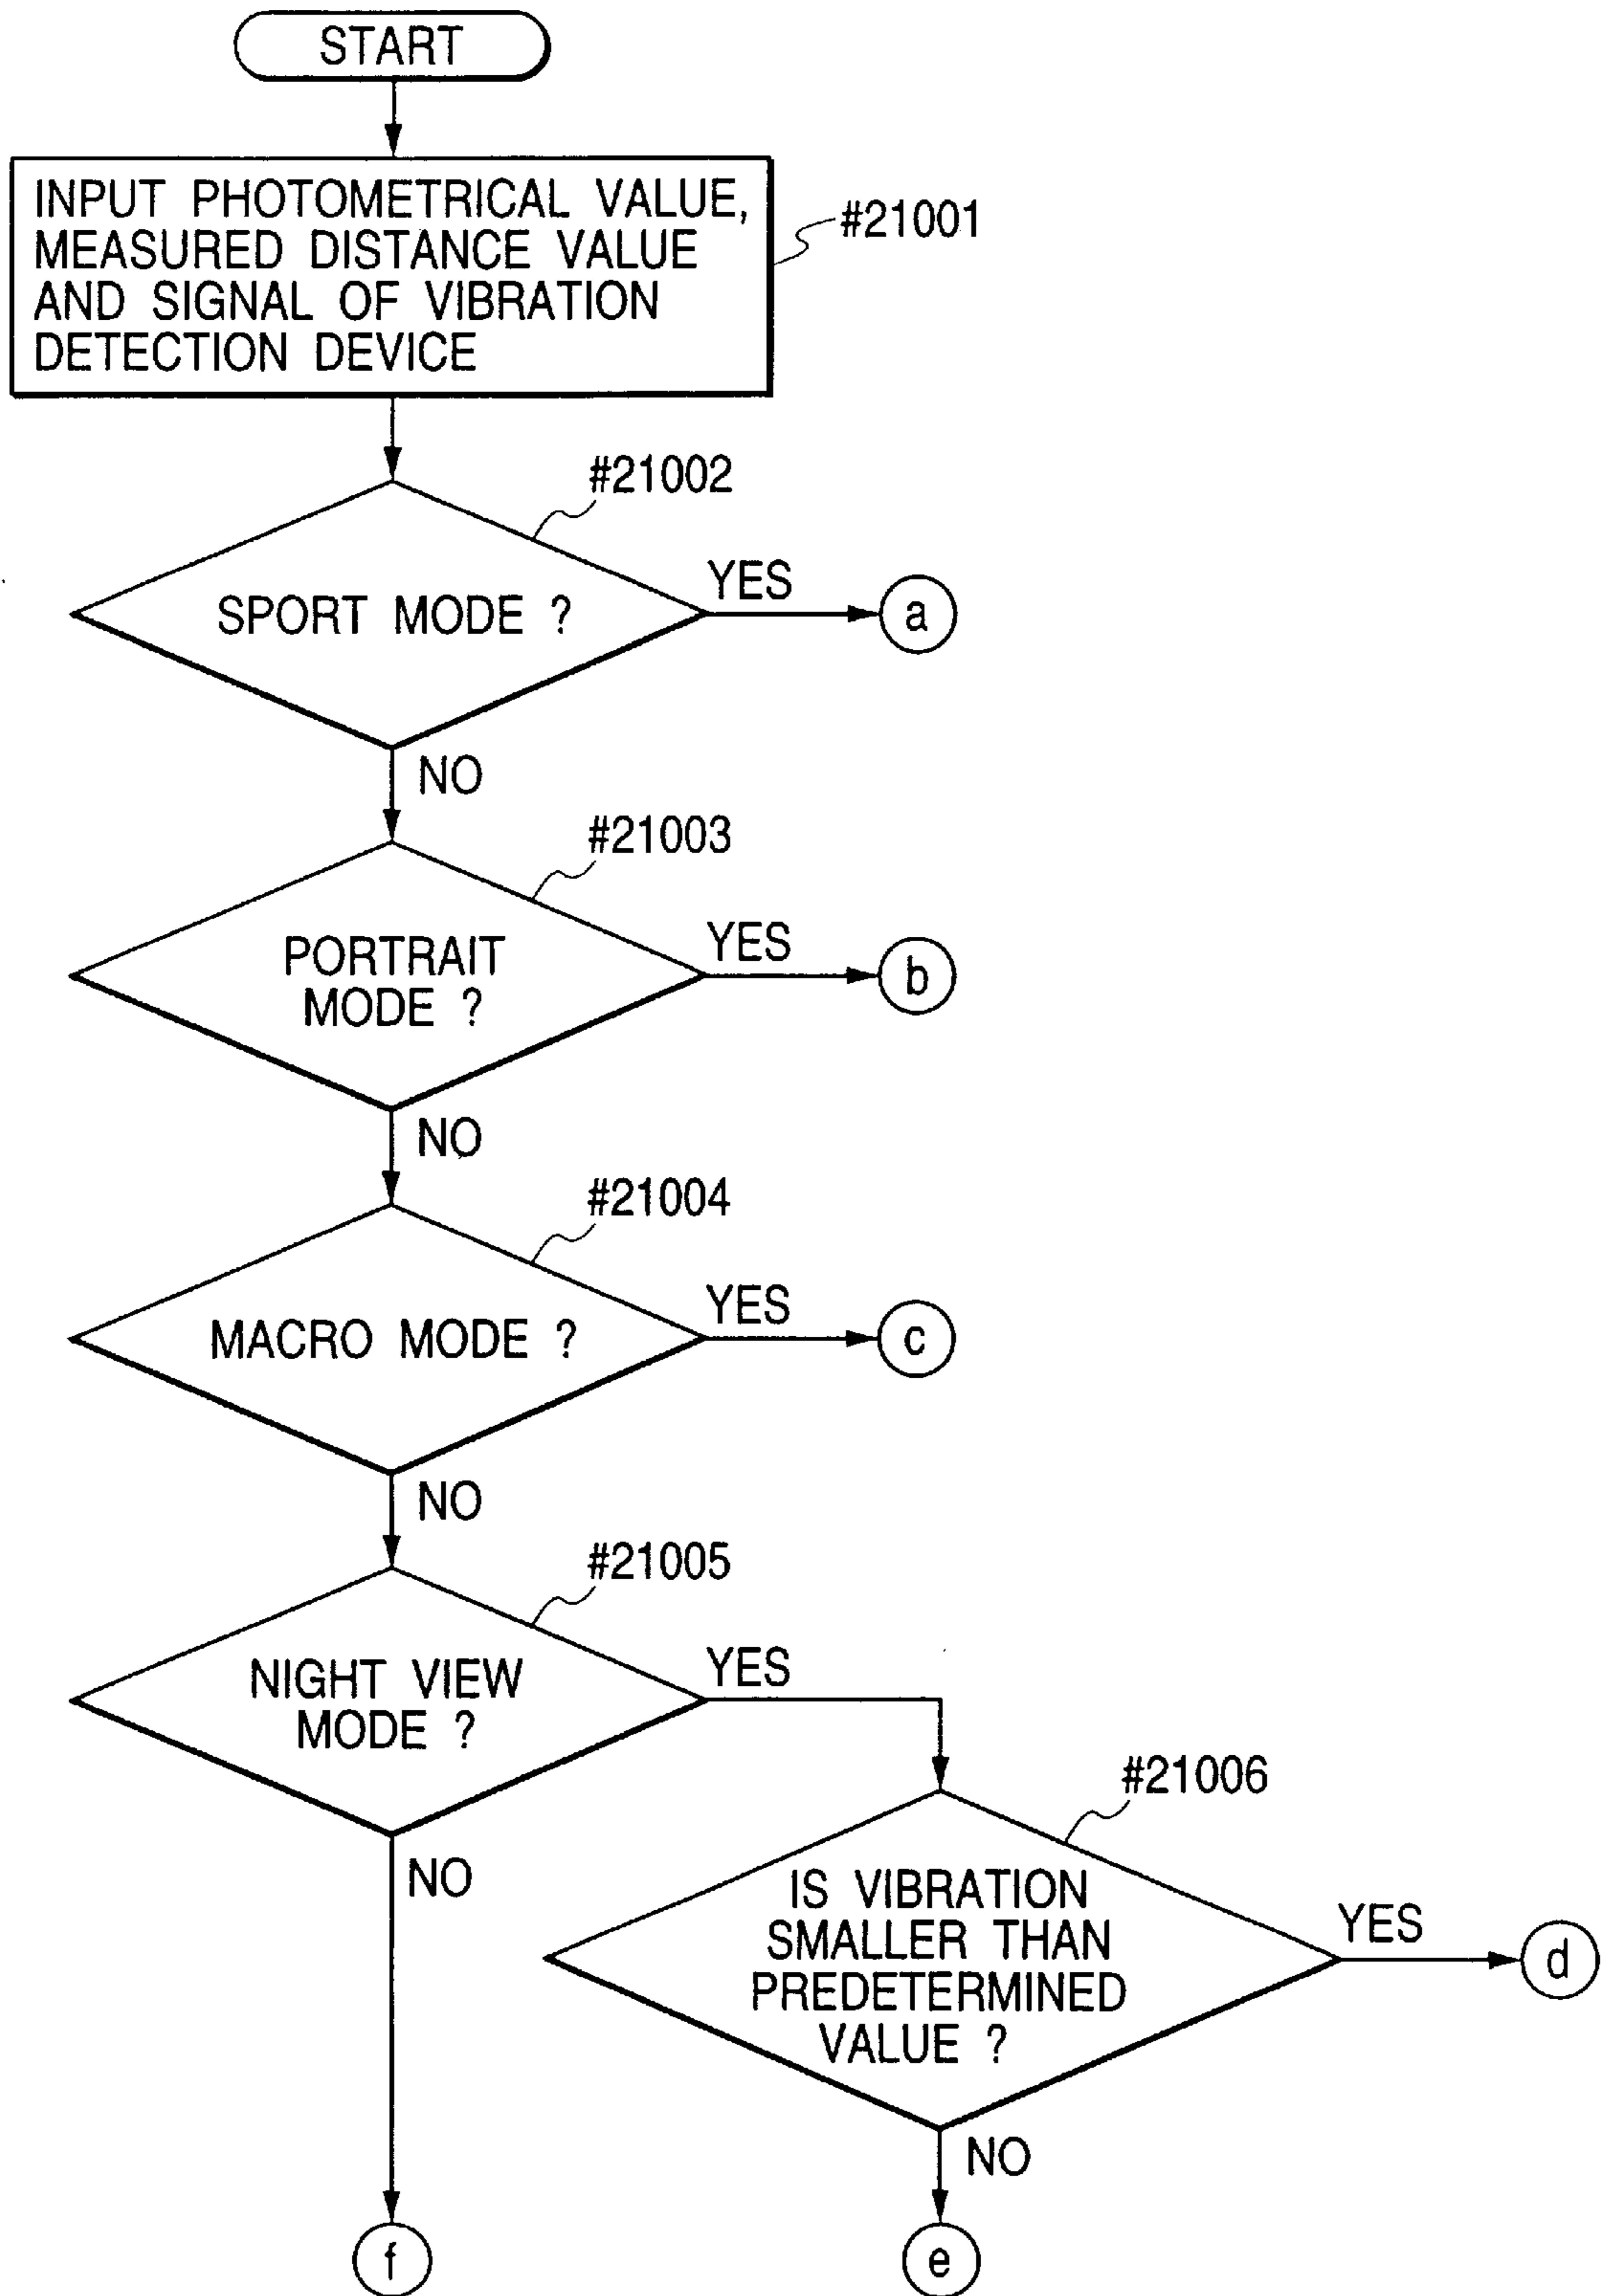 START
INPUT PHOTOMETRICAL VALUE,
MEASURED DISTANCE VALUE
AND SIGNAL OF VIBRATION
DETECTION DEVICE
#21001
#21002
SPORT MODE ?
YES
a
NO
#21003
PORTRAIT
MODE ?
YES
b
NO
#21004
MACRO MODE ?
YES
c
NO
#21005
NIGHT VIEW
MODE ?
YES
NO
#21006
IS VIBRATION
SMALLER THAN
PREDETERMINED
VALUE ?
YES
d
NO
f
e